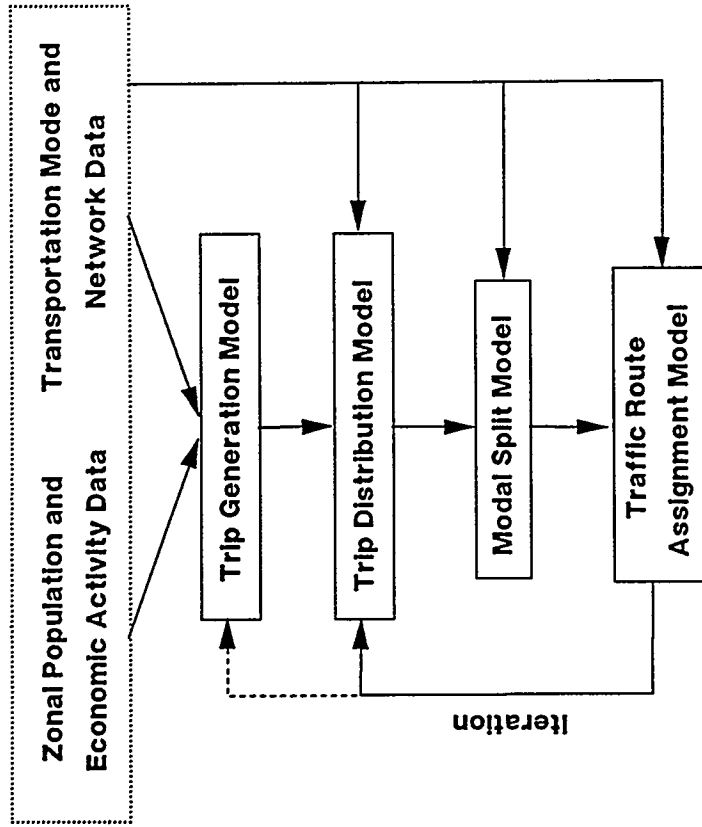 Zonal Population and
Economic Activity Data
Transportation Mode and
Network Data
Trip Generation Model
Trip Distribution Model
Modal Split Model
Traffic Route
Assignment Model
Iteration